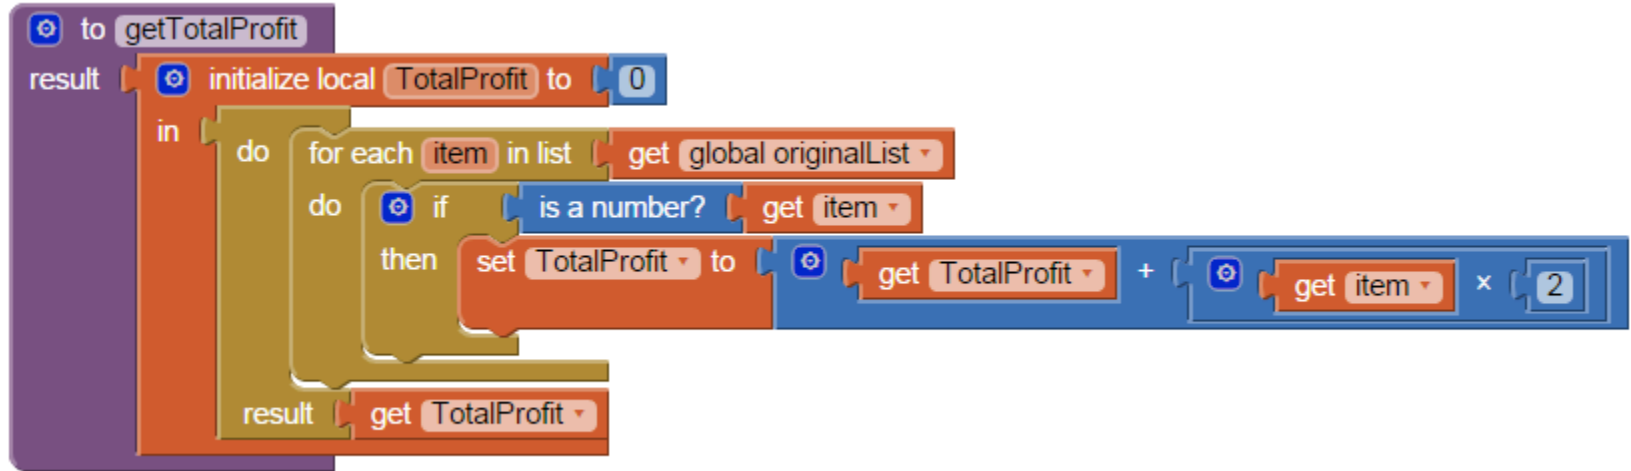 to getTotalProfit
result initialize local TotalProfit to 0
in
do for each item in list get global originalList
do if is a number? get item
then set TotalProfit to get TotalProfit + get item × 2
result get TotalProfit